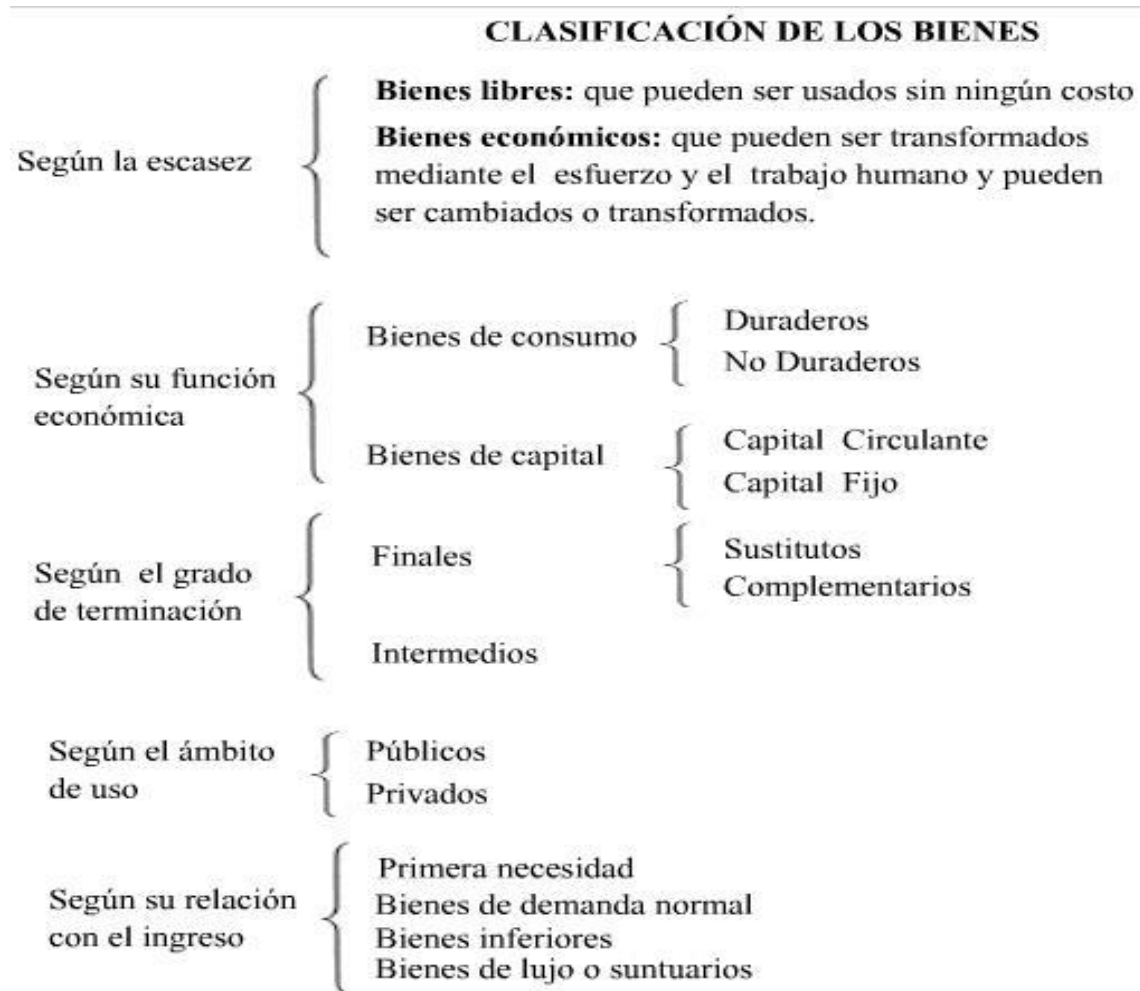 CLASIFICACIÓN DE LOS BIENES
Según la escasez
Bienes libres: que pueden ser usados sin ningún costo
Bienes económicos: que pueden ser transformados
mediante el esfuerzo y el trabajo humano y pueden
ser cambiados o transformados.
Según su función
económica
Bienes de consumo
Duraderos
No Duraderos
Bienes de capital
Capital Circulante
Capital Fijo
Según el grado
de terminación
Finales
Sustitutos
Complementarios
Intermedios
Según el ámbito
de uso
Públicos
Privados
Según su relación
con el ingreso
Primera necesidad
Bienes de demanda normal
Bienes inferiores
Bienes de lujo o suntuarios